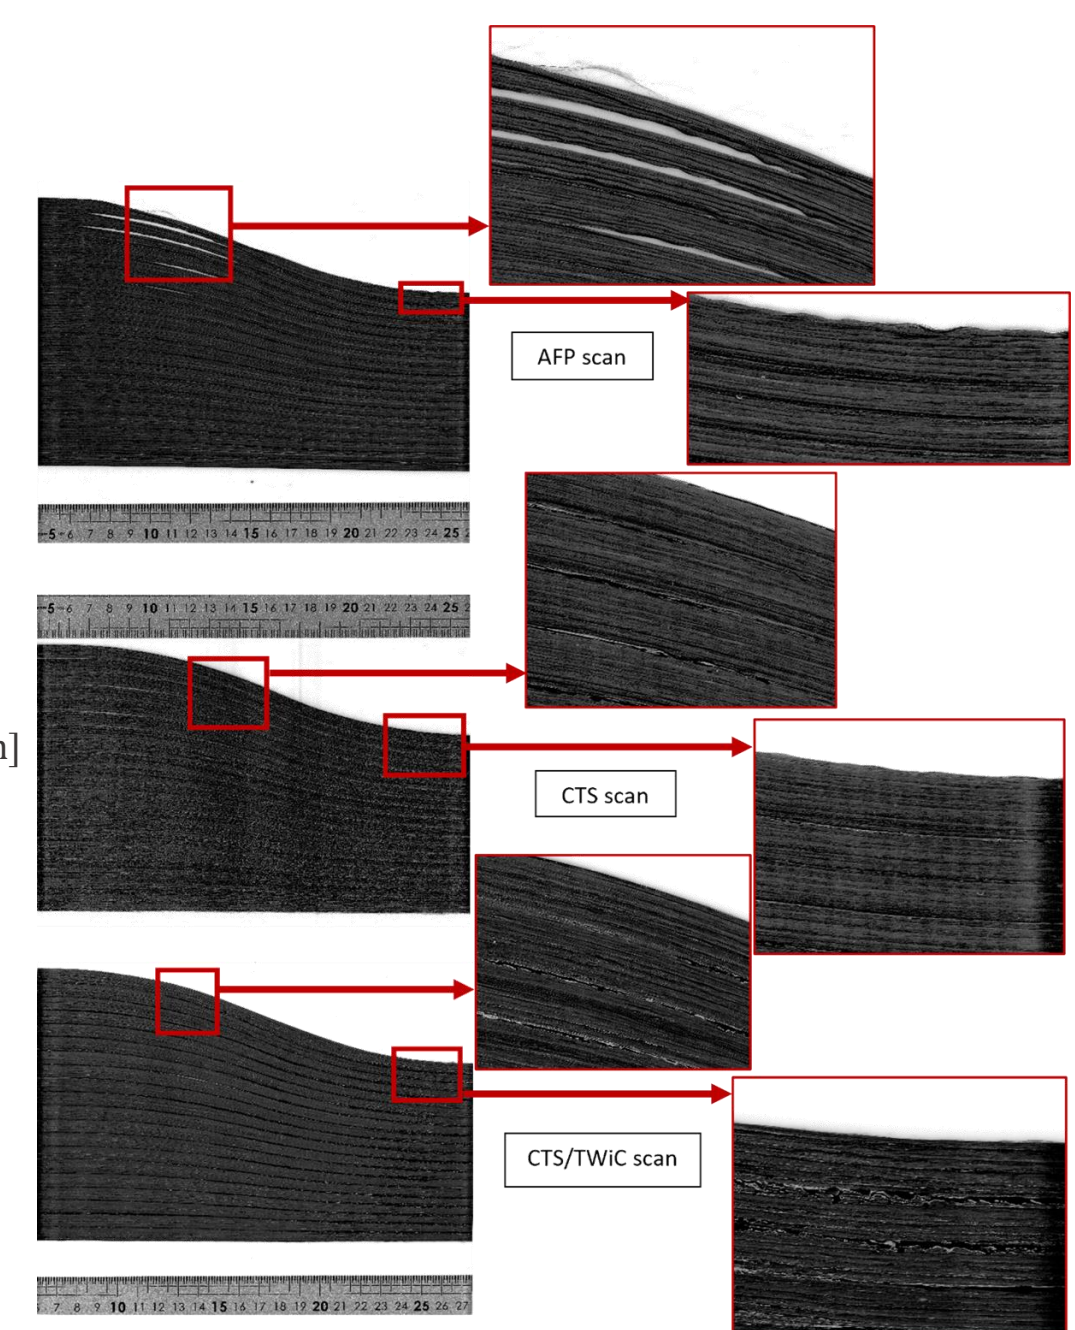 AFP scan
5 6 7 8 9 10 11 12 13 14 15 16 17 18 19 20 21 22 23 24 25 2
5 6 7 8 9 10 11 12 13 14 15 16 17 18 19 20 21 22 23 24 25 2
n]
CTS scan
CTS/TWiC scan
7 8 9 10 11 12 13 14 15 16 17 18 19 20 21 22 23 24 25 26 27